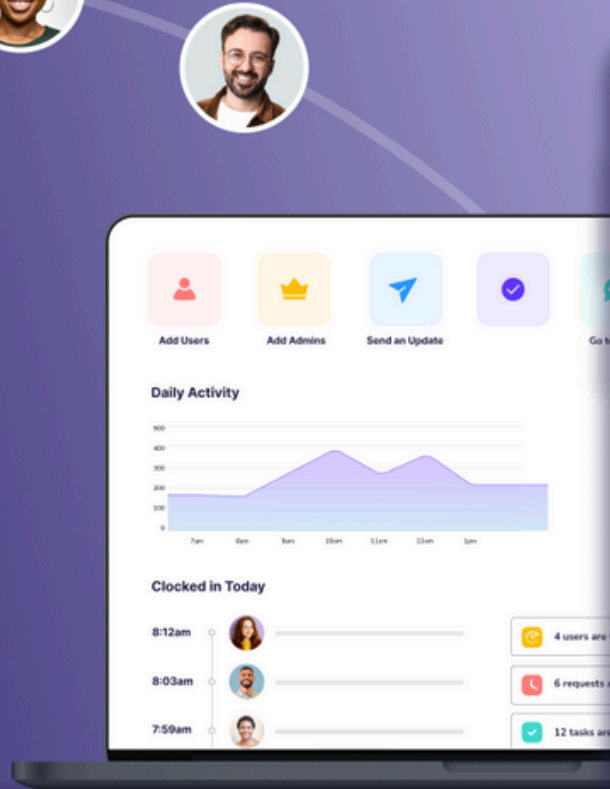 Add Users
Add Admins
Send an Update
Go t
Daily Activity
500
400
300
200
100
0
7am
8am
9am
10am
11am
12am
1pm
Clocked in Today
8:12am
4 users are
8:03am
6 requests
7:59am
12 tasks are